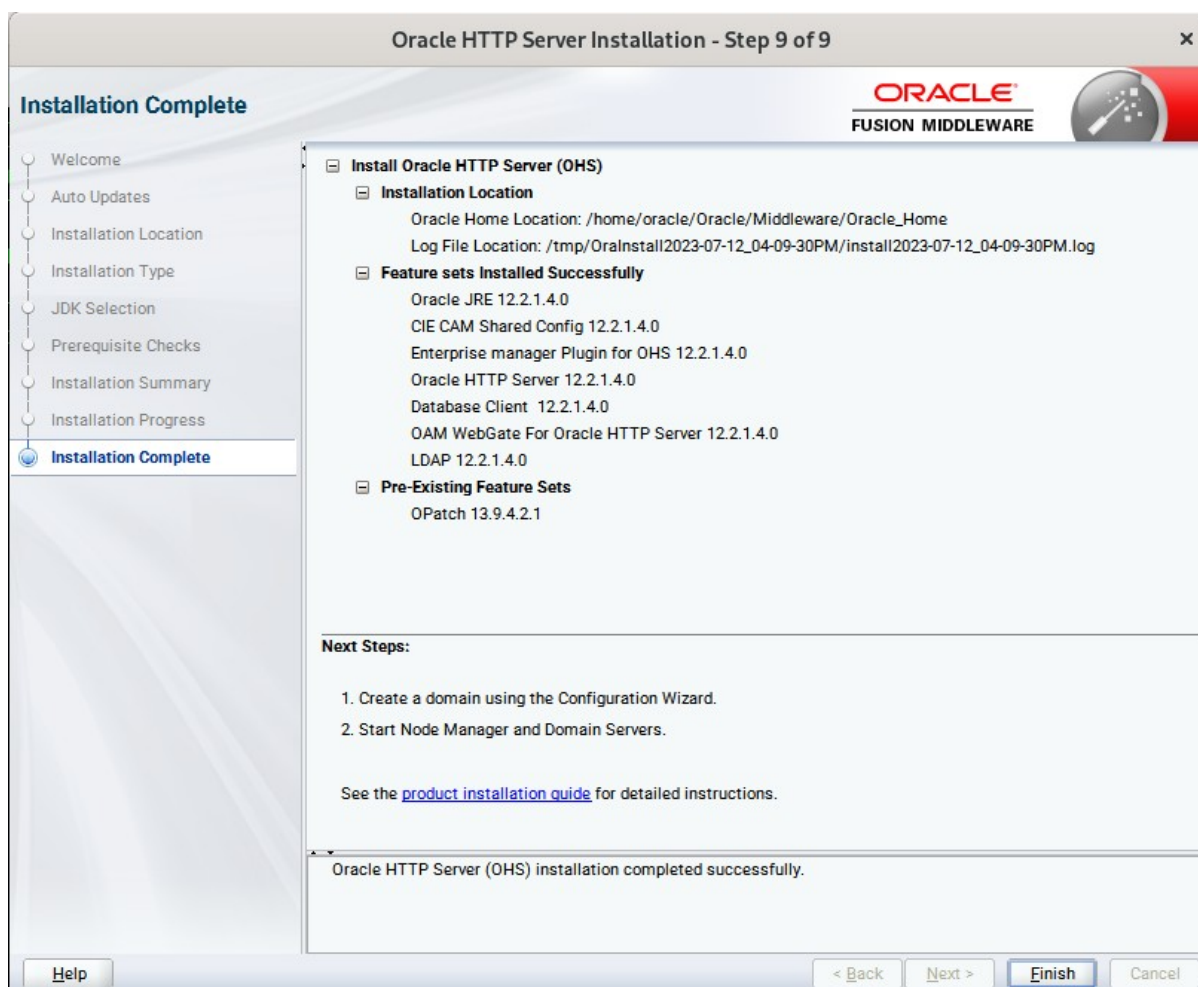 Oracle HTTP Server Installation - Step 9 of 9
Installation Complete
ORACLE
FUSION MIDDLEWARE
Welcome
Auto Updates
Installation Location
Installation Type
JDK Selection
Prerequisite Checks
Installation Summary
Installation Progress
Installation Complete
Install Oracle HTTP Server (OHS)
Installation Location
Oracle Home Location: /home/oracle/Oracle/Middleware/Oracle_Home
Log File Location: /tmp/OraInstall2023-07-12_04-09-30PM/install2023-07-12_04-09-30PM.log
Feature sets Installed Successfully
Oracle JRE 12.2.1.4.0
CIE CAM Shared Config 12.2.1.4.0
Enterprise manager Plugin for OHS 12.2.1.4.0
Oracle HTTP Server 12.2.1.4.0
Database Client  12.2.1.4.0
OAM WebGate For Oracle HTTP Server 12.2.1.4.0
LDAP 12.2.1.4.0
Pre-Existing Feature Sets
OPatch 13.9.4.2.1
Next Steps:
1. Create a domain using the Configuration Wizard.
2. Start Node Manager and Domain Servers.
See the product installation guide for detailed instructions.
Oracle HTTP Server (OHS) installation completed successfully.
Help
< Back
Next >
Finish
Cancel